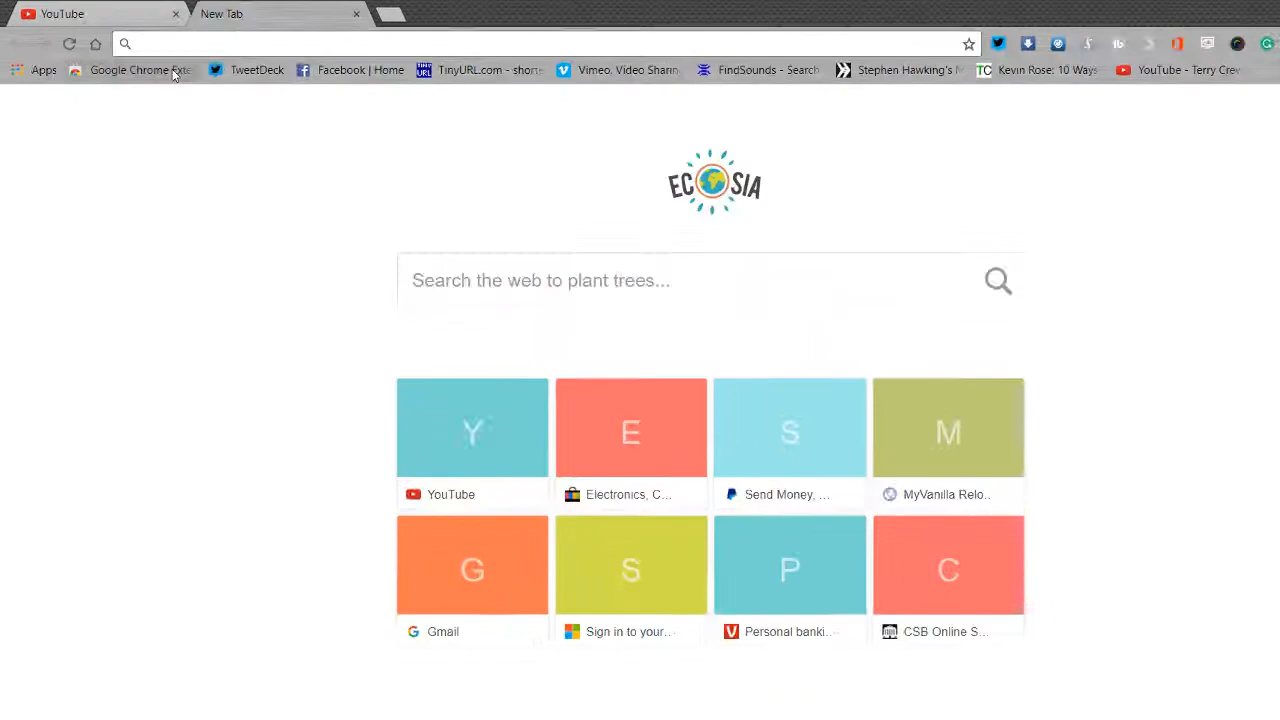 YouTube
New Tab
Apps Google Chrome Exte TweetDeck Facebook | Home TinyURL.com - shorte Vimeo, Video Sharin FindSounds - Search Stephen Hawking's M Kevin Rose: 10 Ways YouTube - Terry Crew
ECOSIA
Search the web to plant trees...
Y E S M
YouTube Electronics, C... Send Money, ... MyVanilla Relo...
G S P C
Gmail Sign in to your... Personal banki... CSB Online S...